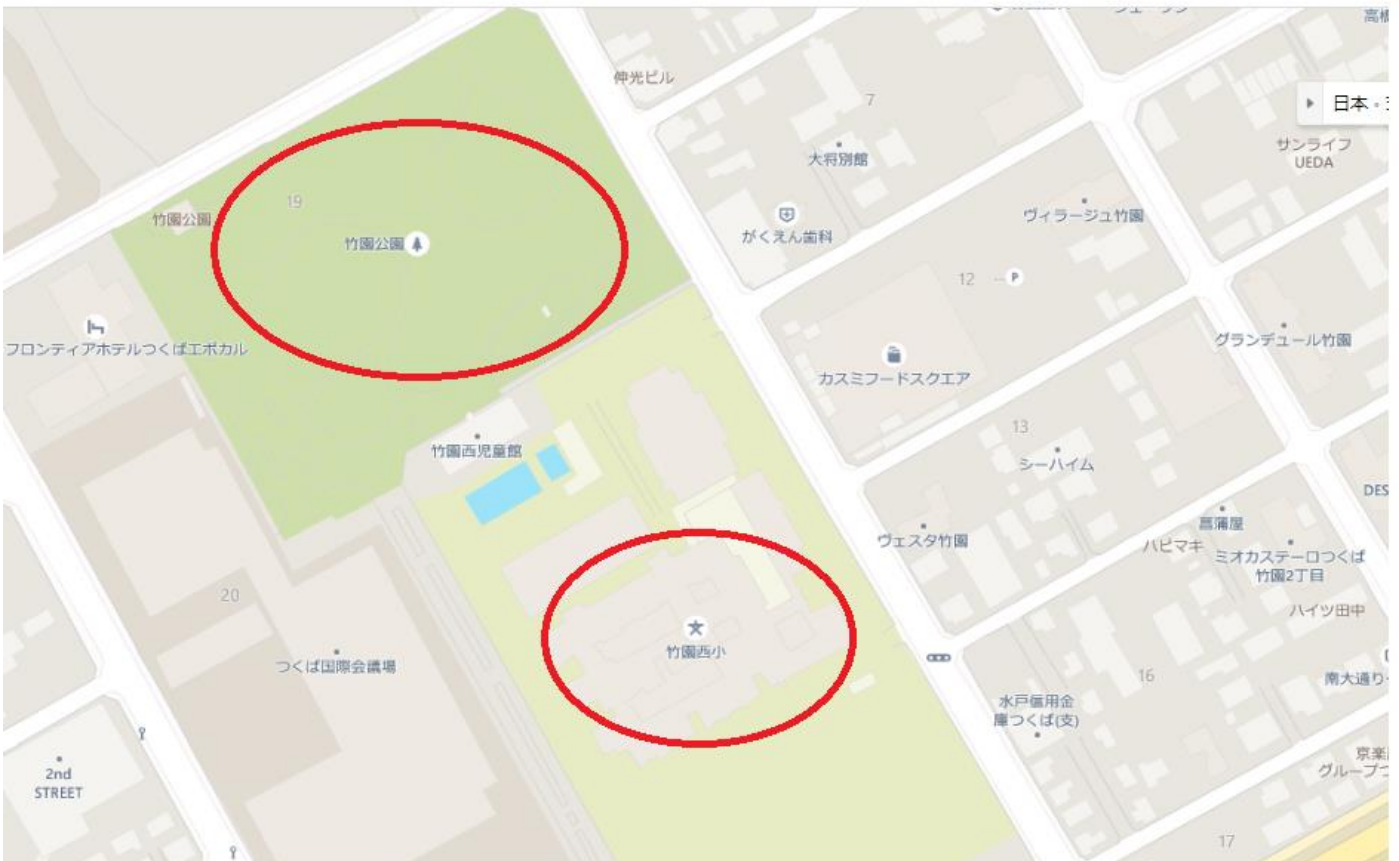 伸光ビル
7
日本
大将別館
サンライフ
UEDA
19
竹園公園
竹園公園
がくえん歯科
ヴィラージュ竹園
12
P
フロンティアホテルつくばエポカル
カスミフードスクエア
グランデュール竹園
竹園西児童館
13
シーハイム
DES
ヴェスタ竹園
菖蒲屋
ハピマキ
ミオカステーロつくば
竹園2丁目
20
ハイツ田中
つくば国際会議場
竹園西小
16
南大通り
水戸信用金
庫つくば(支)
2nd
STREET
京楽
グループ
17